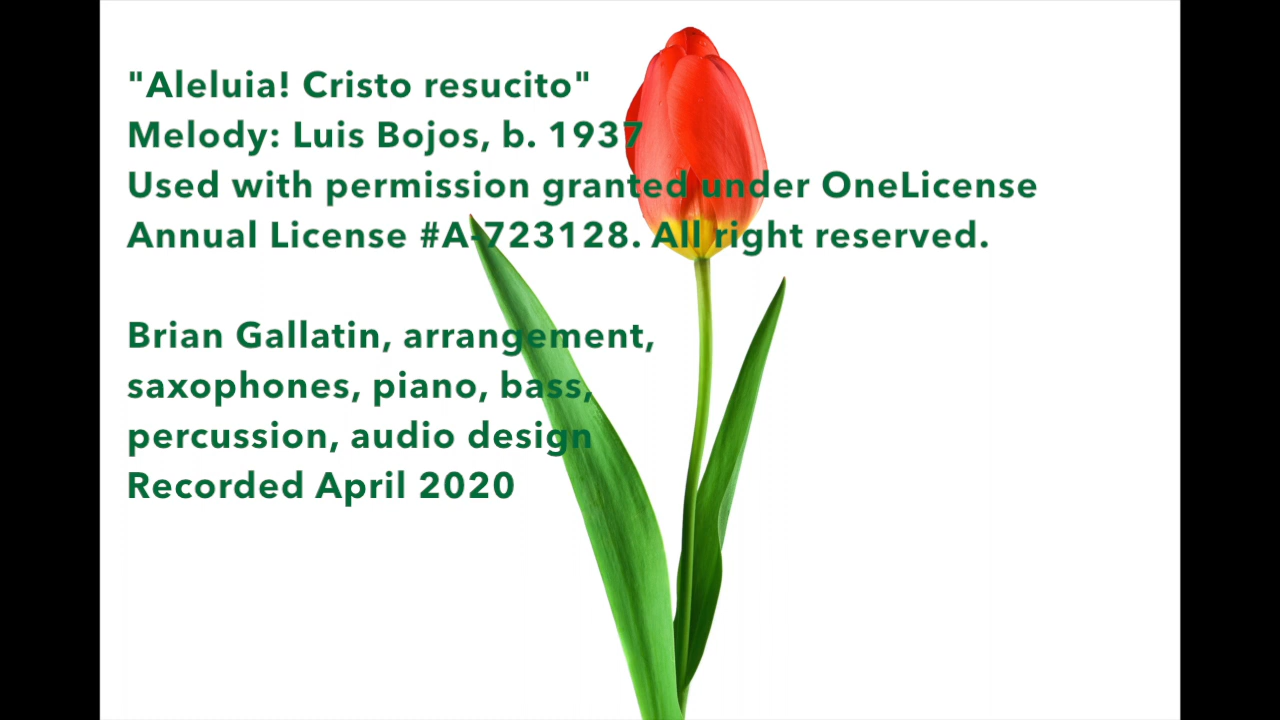 "Aleluia! Cristo resucito"
Melody: Luis Bojos, b. 1937
Used with permission granted under OneLicense
Annual License #A-723128. All right reserved.
Brian Gallatin, arrangement,
saxophones, piano, bass,
percussion, audio design
Recorded April 2020